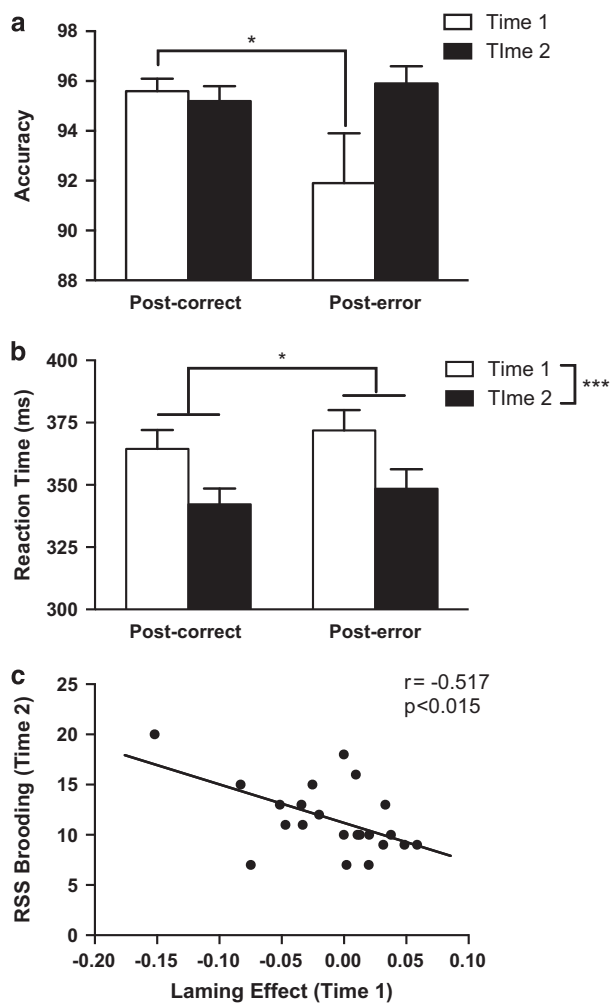 a
Time 1
TIme 2
*
98
96
94
92
90
88
Accuracy
Post-correct Post-error
b
Time 1
TIme 2
***
*
400
375
350
325
300
Reaction Time (ms)
Post-correct Post-error
c
r= -0.517
p<0.015
25
20
15
10
5
0
RSS Brooding (Time 2)
-0.20 -0.15 -0.10 -0.05 0.00 0.05 0.10
Laming Effect (Time 1)